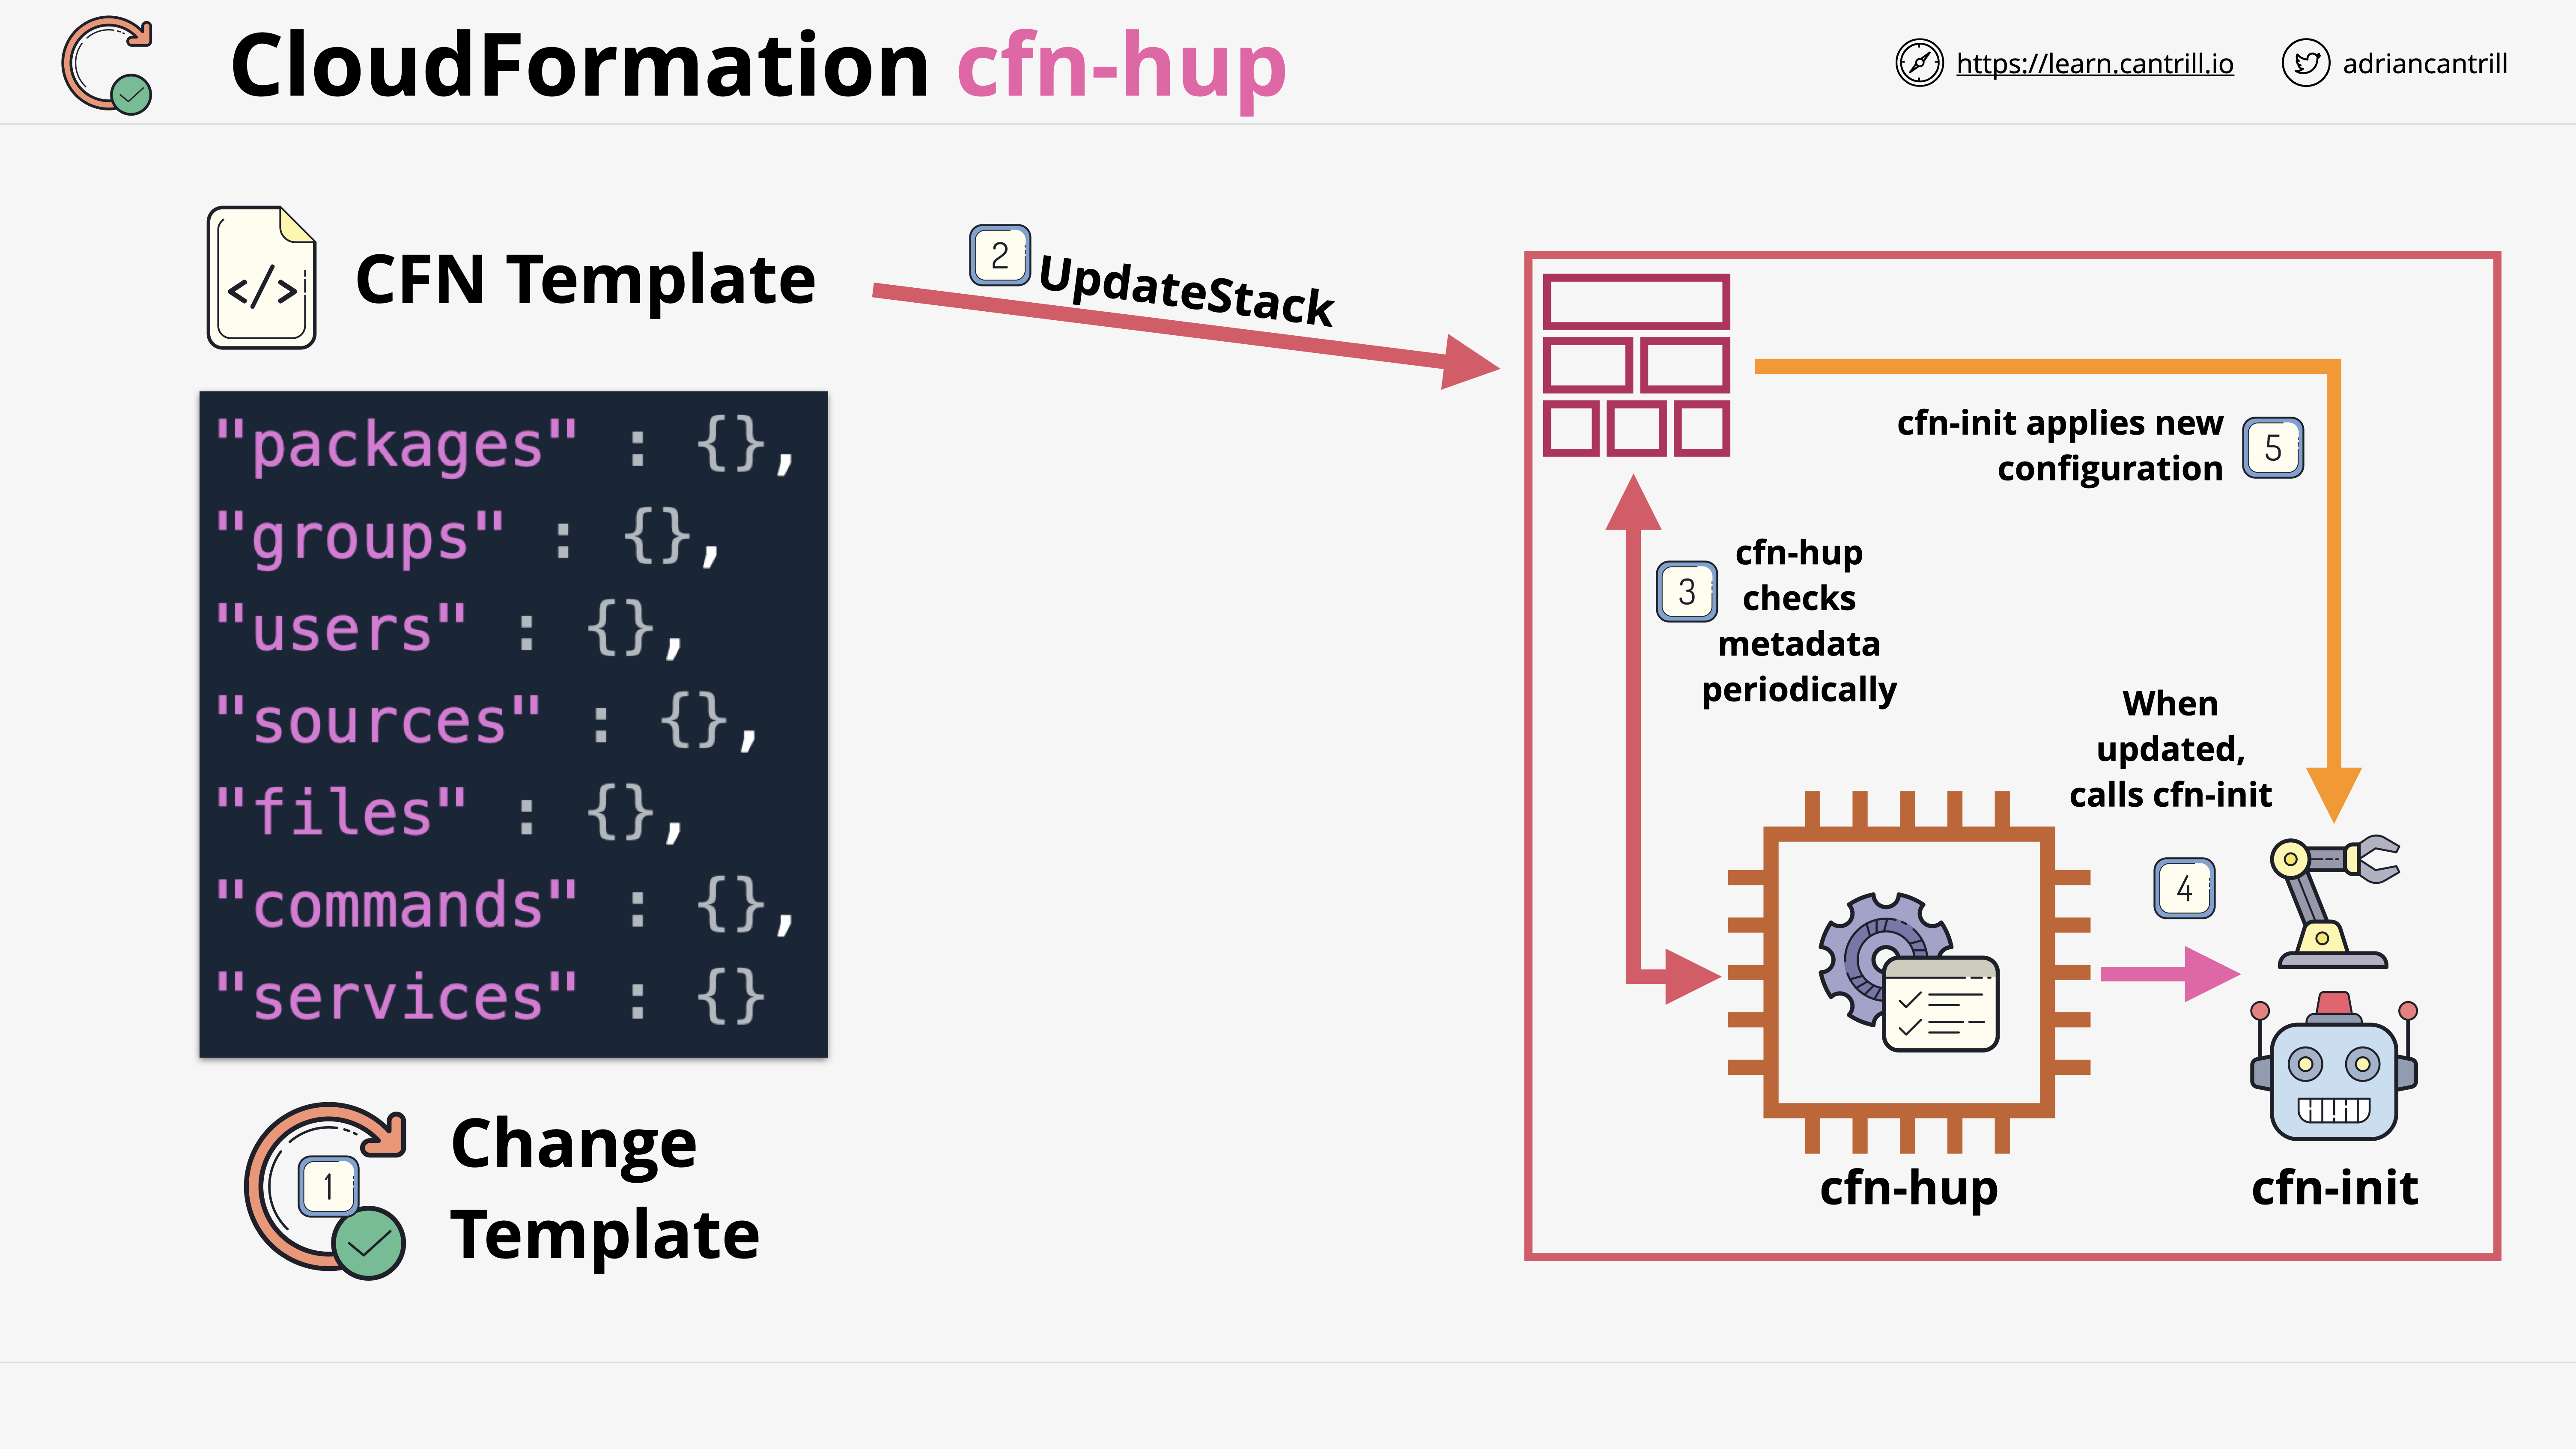 CloudFormation cfn-hup
https://learn.cantrill.io
adriancantrill
</>
CFN Template
2
UpdateStack
"packages" : {},
"groups" : {},
"users" : {},
"sources" : {},
"files" : {},
"commands" : {},
"services" : {}
1
Change
Template
cfn-init applies new
configuration
5
3
cfn-hup
checks
metadata
periodically
When
updated,
calls cfn-init
4
cfn-hup
cfn-init